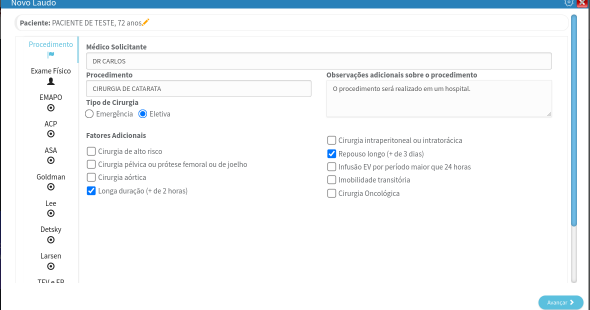 Novo Laudo
Paciente: PACIENTE DE TESTE, 72 anos
Procedimento
Exame Físico
EMAPO
ACP
ASA
Goldman
Lee
Detsky
Larsen
TEV e EP
Médico Solicitante
DR CARLOS
Procedimento
CIRURGIA DE CATARATA
Tipo de Cirurgia
Emergência Eletiva
Observações adicionais sobre o procedimento
O procedimento será realizado em um hospital.
Fatores Adicionais
Cirurgia de alto risco
Cirurgia pélvica ou prótese femoral ou de joelho
Cirurgia aórtica
Longa duração (+ de 2 horas)
Cirurgia intraperitoneal ou intratorácica
Repouso longo (+ de 3 dias)
Infusão EV por período maior que 24 horas
Imobilidade transitória
Cirurgia Oncológica
Avançar